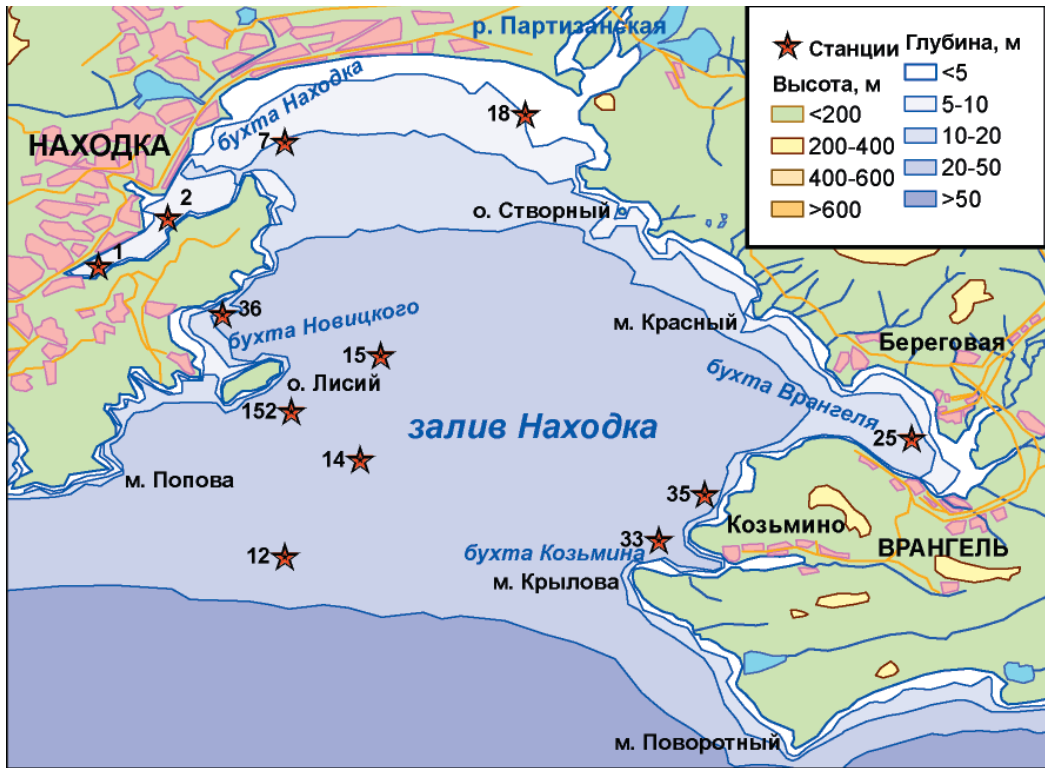 р. Партизанская
Станции
Глубина, м
<5
Высота, м
5-10
<200
10-20
200-400
20-50
400-600
>50
>600
бухта Находка
18
7
НАХОДКА
2
о. Створный
1
36
бухта Новицкого
м. Красный
Береговая
15
о. Лисий
бухта Врангеля
152
залив Находка
25
14
м. Попова
35
Козьмино
33
12
бухта Козьмина
ВРАНГЕЛЬ
м. Крылова
м. Поворотный